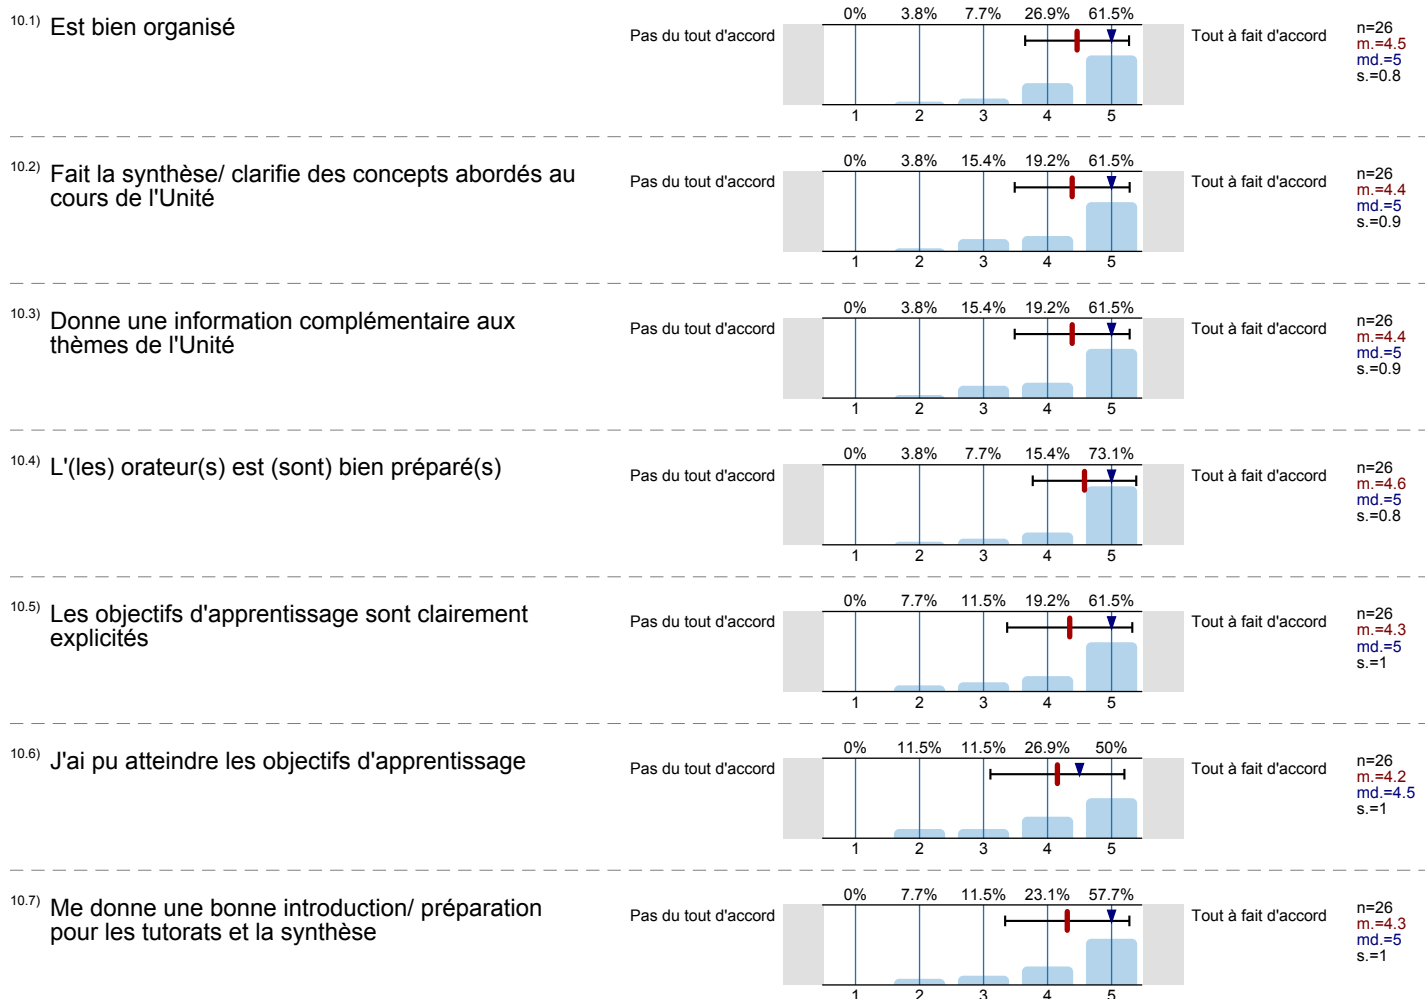 10.1) Est bien organisé
Pas du tout d'accord
0% 3.8% 7.7% 26.9% 61.5%
1 2 3 4 5
Tout à fait d'accord
n=26
m.=4.5
md.=5
s.=0.8
10.2) Fait la synthèse/ clarifie des concepts abordés au
cours de l'Unité
Pas du tout d'accord
0% 3.8% 15.4% 19.2% 61.5%
1 2 3 4 5
Tout à fait d'accord
n=26
m.=4.4
md.=5
s.=0.9
10.3) Donne une information complémentaire aux
thèmes de l'Unité
Pas du tout d'accord
0% 3.8% 15.4% 19.2% 61.5%
1 2 3 4 5
Tout à fait d'accord
n=26
m.=4.4
md.=5
s.=0.9
10.4) L'(les) orateur(s) est (sont) bien préparé(s)
Pas du tout d'accord
0% 3.8% 7.7% 15.4% 73.1%
1 2 3 4 5
Tout à fait d'accord
n=26
m.=4.6
md.=5
s.=0.8
10.5) Les objectifs d'apprentissage sont clairement
explicités
Pas du tout d'accord
0% 7.7% 11.5% 19.2% 61.5%
1 2 3 4 5
Tout à fait d'accord
n=26
m.=4.3
md.=5
s.=1
10.6) J'ai pu atteindre les objectifs d'apprentissage
Pas du tout d'accord
0% 11.5% 11.5% 26.9% 50%
1 2 3 4 5
Tout à fait d'accord
n=26
m.=4.2
md.=4.5
s.=1
10.7) Me donne une bonne introduction/ préparation
pour les tutorats et la synthèse
Pas du tout d'accord
0% 7.7% 11.5% 23.1% 57.7%
1 2 3 4 5
Tout à fait d'accord
n=26
m.=4.3
md.=5
s.=1